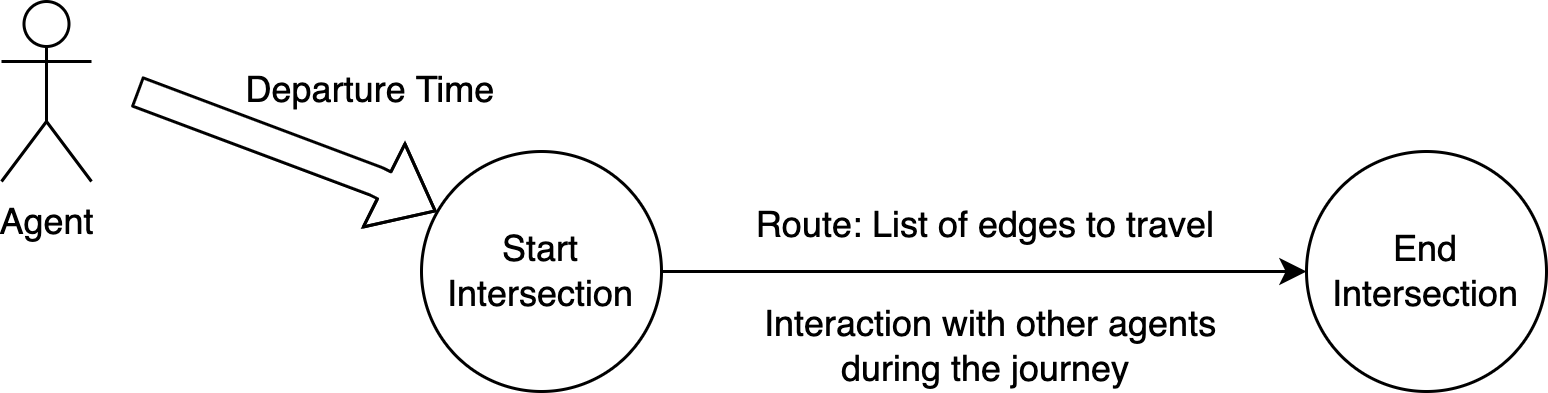 Departure Time
Agent
Start
Intersection
Route: List of edges to travel
Interaction with other agents
during the journey
End
Intersection